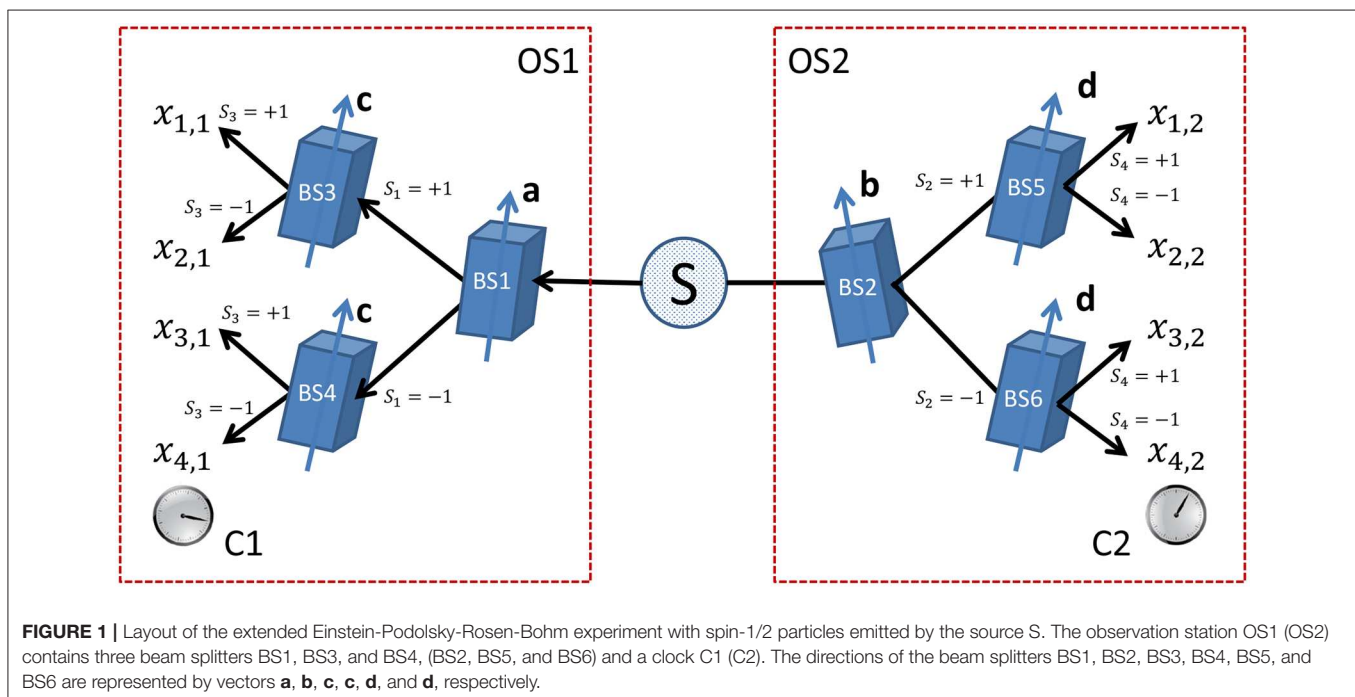 OS1
OS2
c
d
x₁,₁
S₃ = +1
BS3
S₁ = +1
a
S₃ = −1
x₂,₁
BS1
S
b
BS2
S₂ = +1
BS5
x₁,₂
S₄ = +1
S₄ = −1
x₂,₂
c
d
x₃,₁
S₃ = +1
BS4
S₁ = −1
S₃ = −1
x₄,₁
S₂ = −1
BS6
x₃,₂
S₄ = +1
S₄ = −1
x₄,₂
C1
C2
FIGURE 1 | Layout of the extended Einstein-Podolsky-Rosen-Bohm experiment with spin-1/2 particles emitted by the source S. The observation station OS1 (OS2)
contains three beam splitters BS1, BS3, and BS4, (BS2, BS5, and BS6) and a clock C1 (C2). The directions of the beam splitters BS1, BS2, BS3, BS4, BS5, and
BS6 are represented by vectors a, b, c, c, d, and d, respectively.